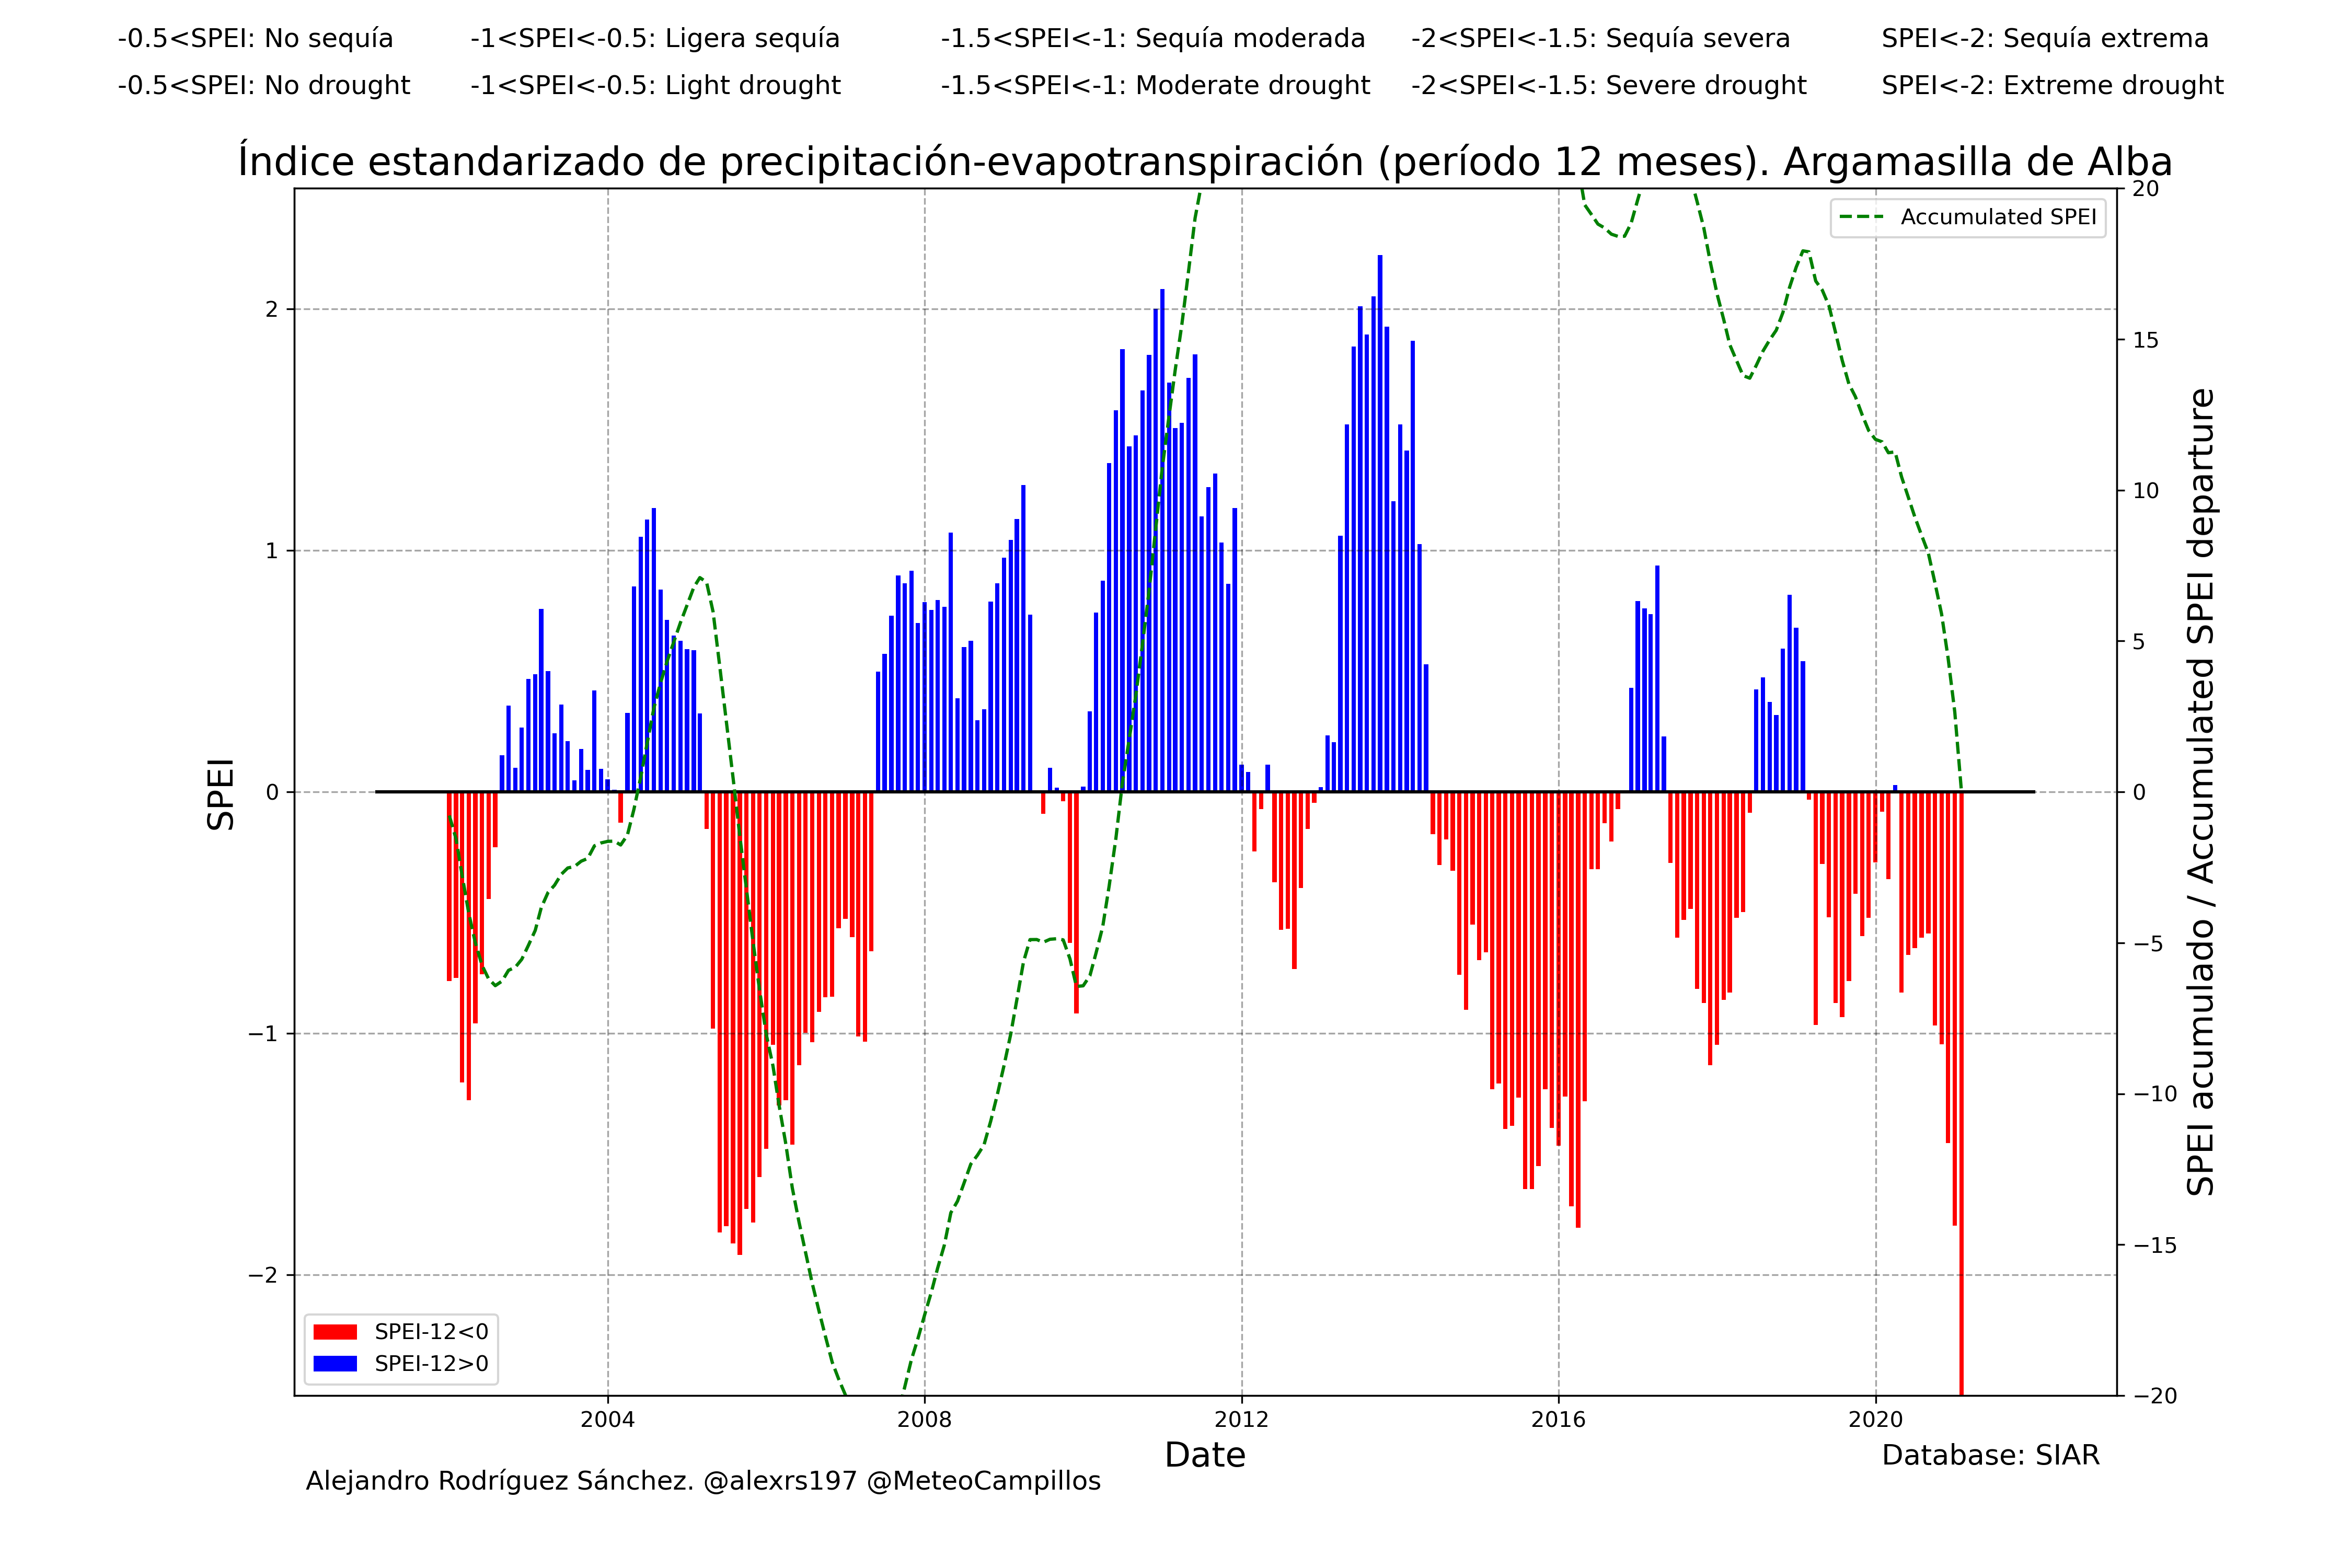 -0.5<SPEI: No sequía -1<SPEI<-0.5: Ligera sequía -1.5<SPEI<-1: Sequía moderada -2<SPEI<-1.5: Sequía severa SPEI<-2: Sequía extrema
-0.5<SPEI: No drought -1<SPEI<-0.5: Light drought -1.5<SPEI<-1: Moderate drought -2<SPEI<-1.5: Severe drought SPEI<-2: Extreme drought
Índice estandarizado de precipitación-evapotranspiración (período 12 meses). Argamasilla de Alba
Accumulated SPEI
SPEI
2
1
0
−1
−2
20
15
10
5
0
−5
−10
−15
−20
SPEI acumulado / Accumulated SPEI departure
SPEI-12<0
SPEI-12>0
2004 2008 2012 2016 2020
Date
Database: SIAR
Alejandro Rodríguez Sánchez. @alexrs197 @MeteoCampillos